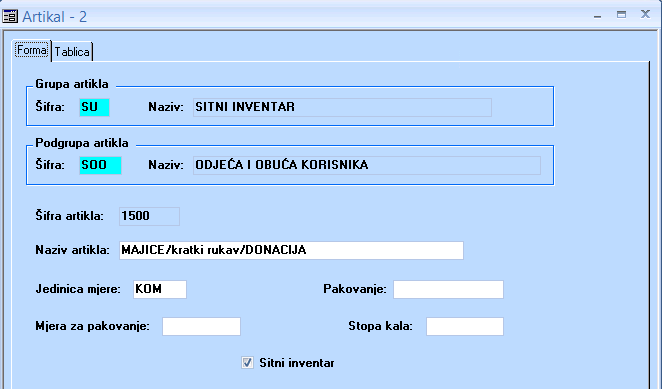 Artikal - 2
Forma Tablica
Grupa artikla
Šifra: SU Naziv: SITNI INVENTAR
Podgrupa artikla
Šifra: SOO Naziv: ODJEĆA I OBUĆA KORISNIKA
Šifra artikla: 1500
Naziv artikla: MAJICE/kratki rukav/DONACIJA
Jedinica mjere: KOM Pakovanje:
Mjera za pakovanje: Stopa kala:
Sitni inventar